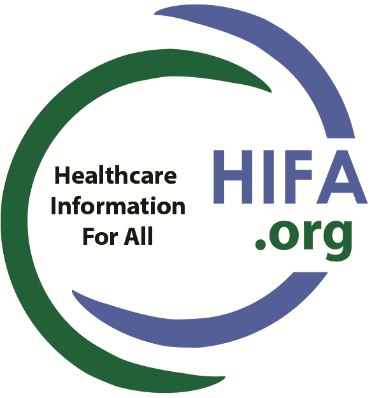 Healthcare
Information
For All
HIFA
.org